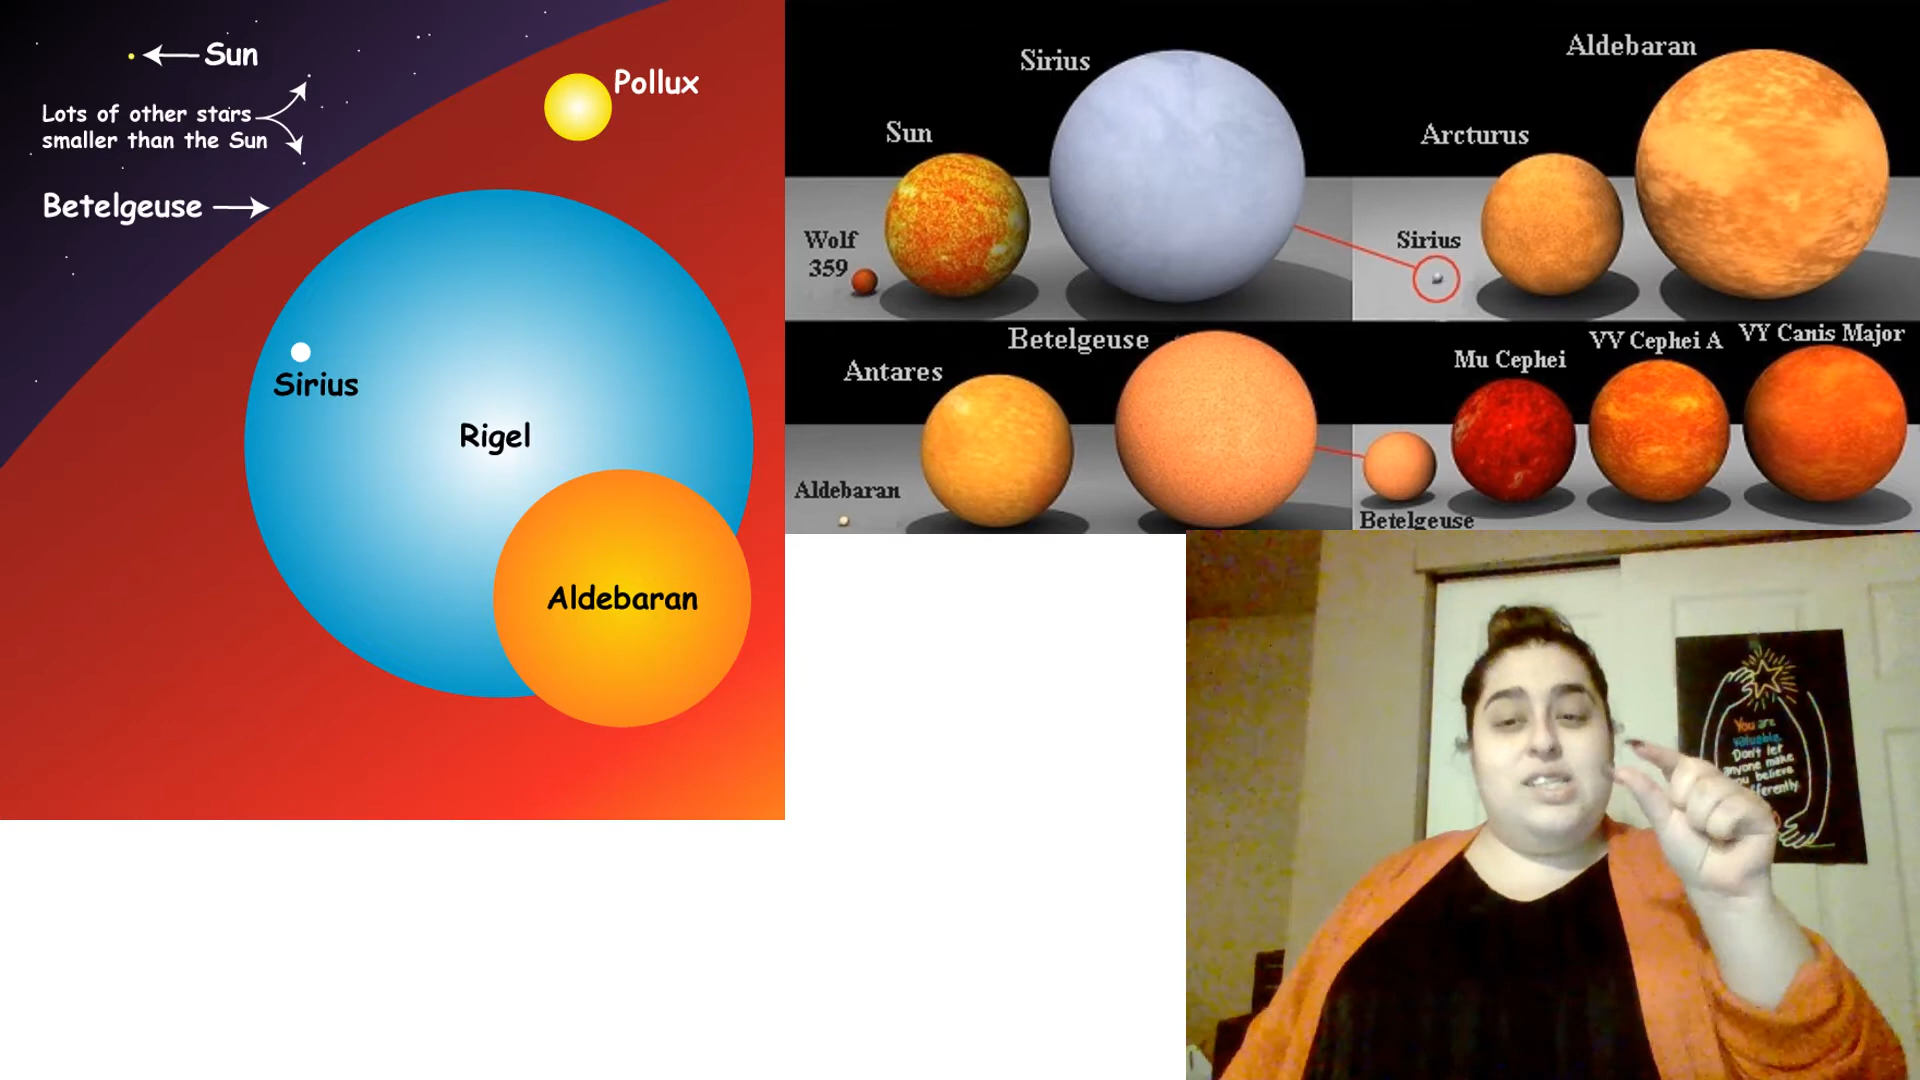 Sun
Pollux
Lots of other stars
smaller than the Sun
Betelgeuse
Sirius
Rigel
Aldebaran
Sirius
Sun
Wolf
359
Aldebaran
Arcturus
Sirius
Betelgeuse
Antares
Aldebaran
Mu Cephei
VV Cephei A
VY Canis Major
Betelgeuse
You are
valuable.
Don't let
anyone make
you believe
fferently